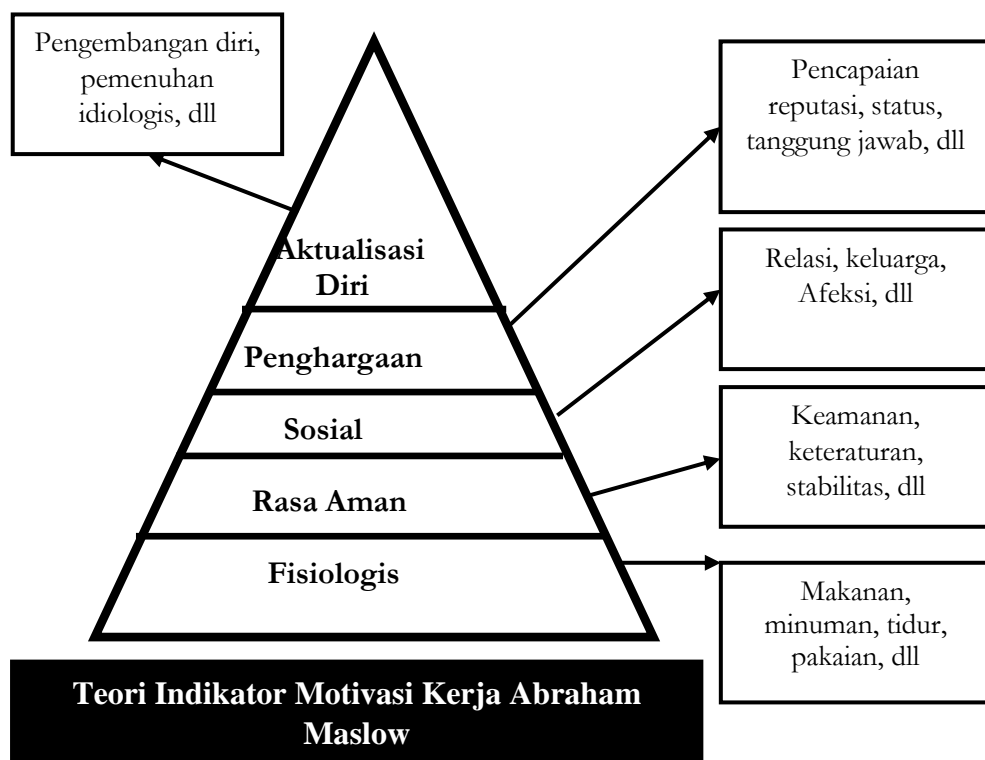 Pengembangan diri,
pemenuhan
idiologis, dll
Pencapaian
reputasi, status,
tanggung jawab, dll
Aktualisasi
Diri
Relasi, keluarga,
Afeksi, dll
Penghargaan
Sosial
Keamanan,
keteraturan,
stabilitas, dll
Rasa Aman
Fisiologis
Makanan,
minuman, tidur,
pakaian, dll
Teori Indikator Motivasi Kerja Abraham
Maslow